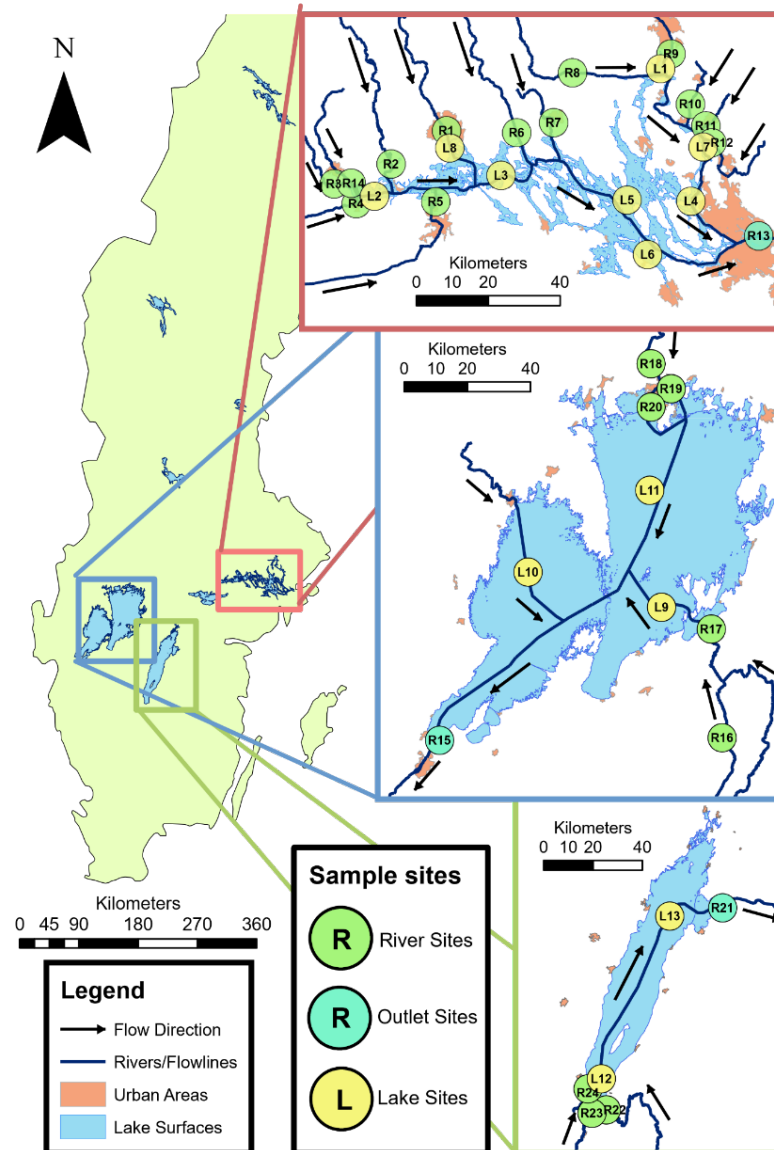 N
R9
L1
R8
R10
R11
R12
L7
R1
L8
R6
R7
R2
L3
R3
R14
R4
L2
R5
L5
L4
R13
L6
Kilometers
0 20 40
Kilometers
0 10 20 40
R18
R19
R20
L11
L10
L9
R17
R15
R16
Kilometers
0 10 20 40
R21
L13
L12
R24
R23
R22
Kilometers
0 45 90 180 270 360
Legend
Flow Direction
Rivers/Flowlines
Urban Areas
Lake Surfaces
Sample sites
R River Sites
R Outlet Sites
L Lake Sites